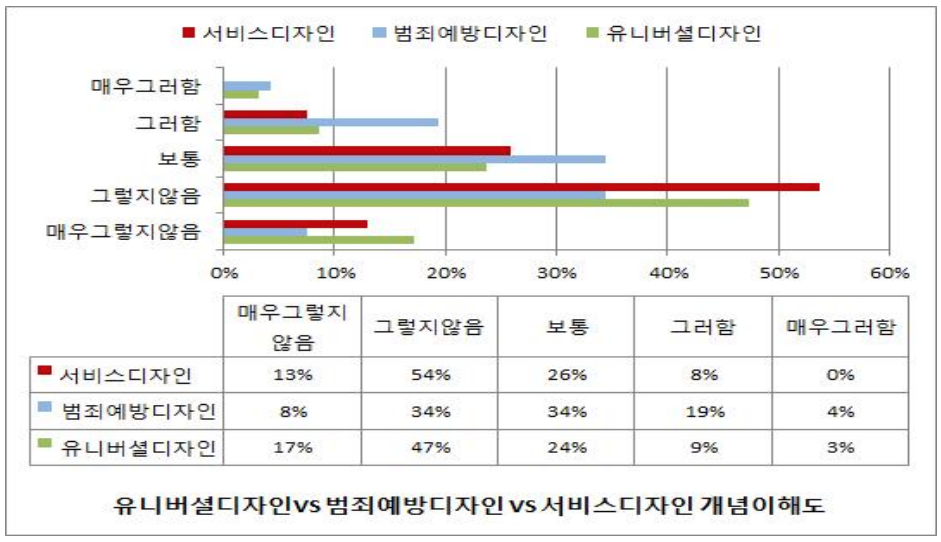 서비스디자인 범죄예방디자인 유니버셜디자인
매우그러함
그러함
보통
그렇지않음
매우그렇지않음
0% 10% 20% 30% 40% 50% 60%
매우그렇지
않음 그렇지않음 보통 그러함 매우그러함
서비스디자인 13% 54% 26% 8% 0%
범죄예방디자인 8% 34% 34% 19% 4%
유니버셜디자인 17% 47% 24% 9% 3%
유니버셜디자인VS 범죄예방디자인 VS 서비스디자인 개념이해도